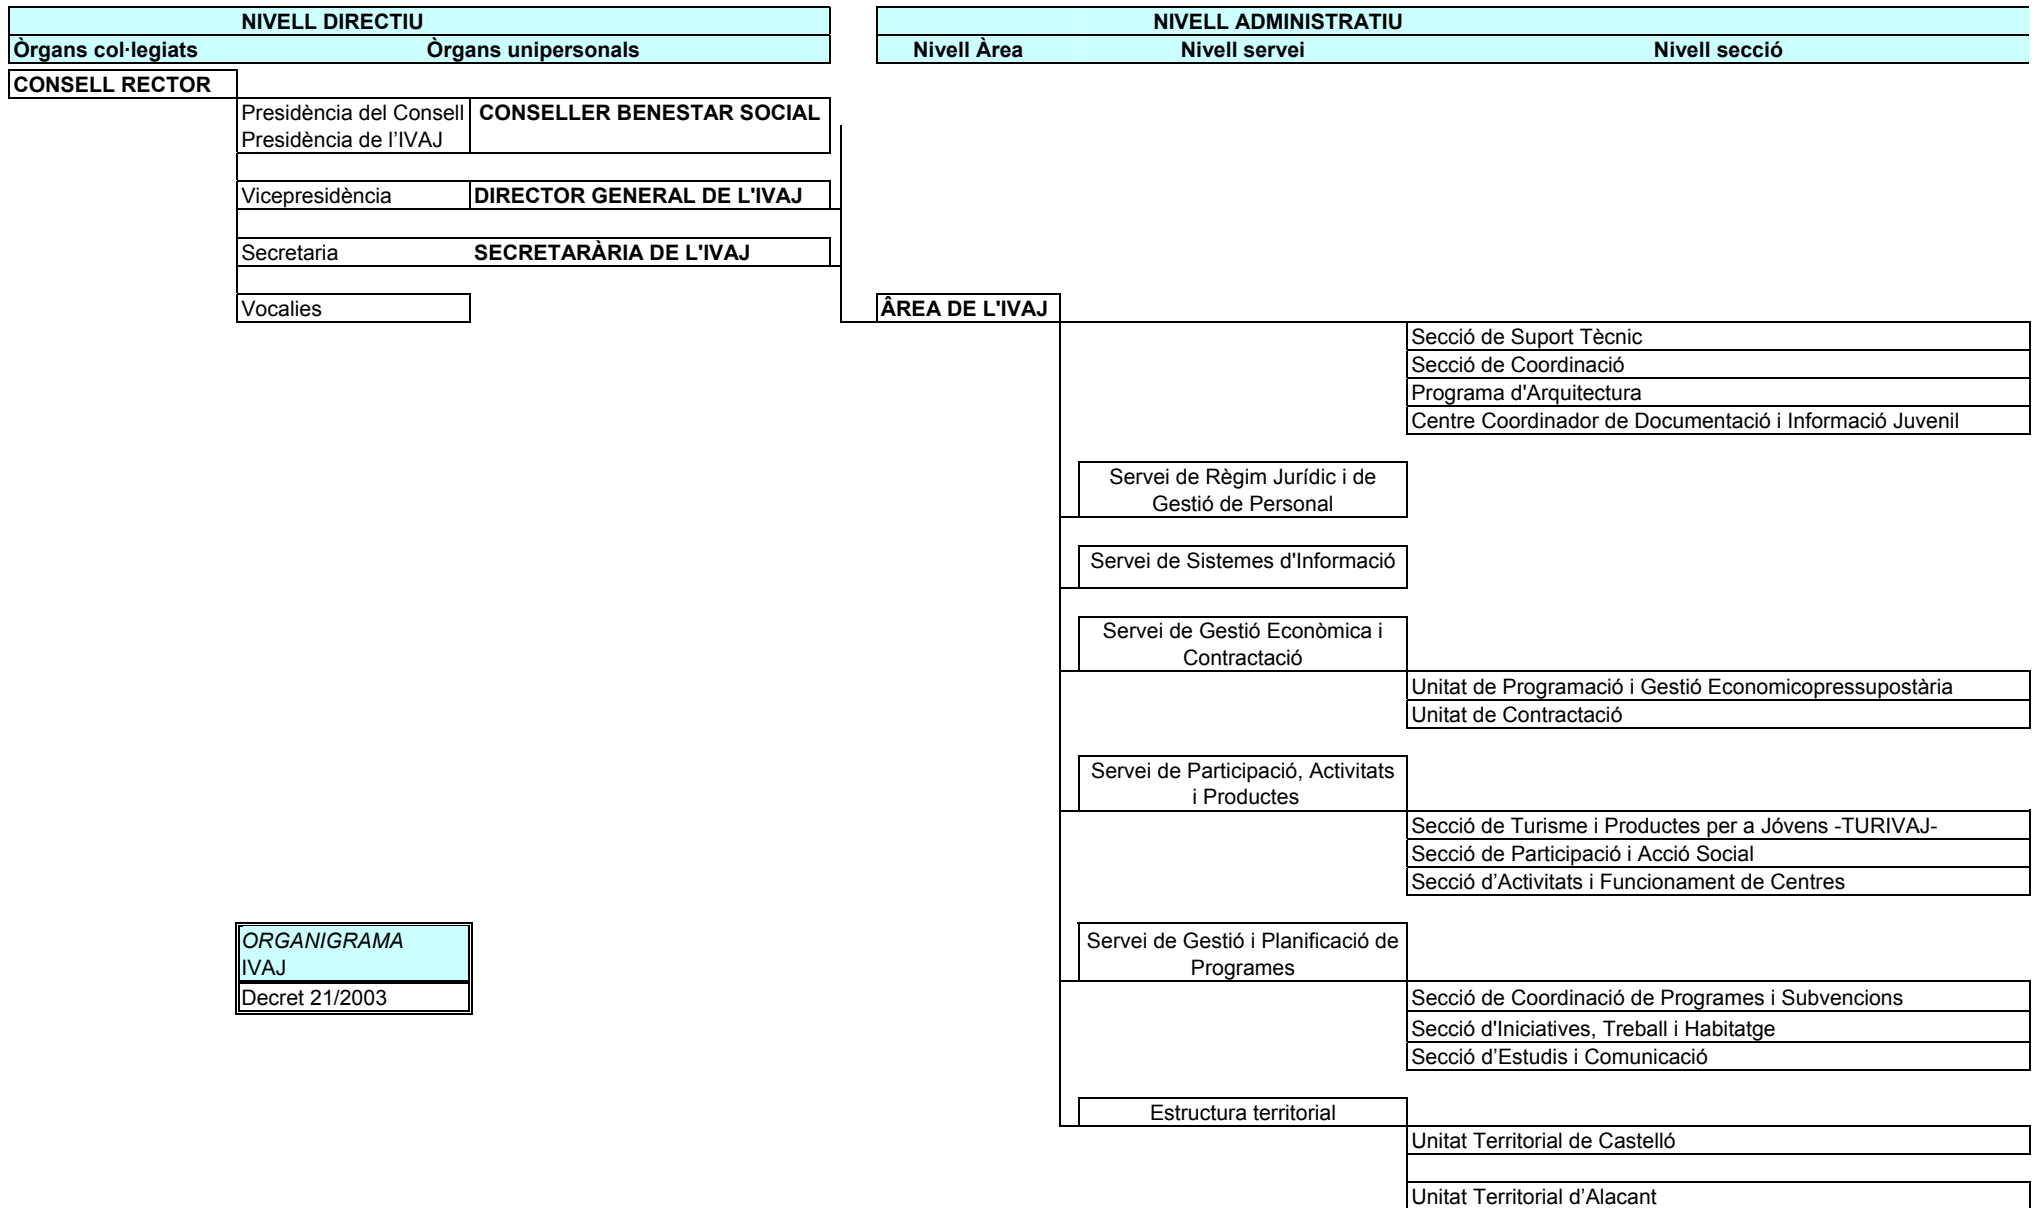 NIVELL DIRECTIU
NIVELL ADMINISTRATIU
Òrgans col·legiats
Òrgans unipersonals
Nivell Àrea
Nivell servei
Nivell secció
CONSELL RECTOR
Presidència del Consell
CONSELLER BENESTAR SOCIAL
Presidència de l’IVAJ
Vicepresidència
DIRECTOR GENERAL DE L'IVAJ
Secretaria
SECRETARÀRIA DE L'IVAJ
Vocalies
ÂREA DE L'IVAJ
Secció de Suport Tècnic
Secció de Coordinació
Programa d'Arquitectura
Centre Coordinador de Documentació i Informació Juvenil
Servei de Règim Jurídic i de
Gestió de Personal
Servei de Sistemes d'Informació
Servei de Gestió Econòmica i
Contractació
Unitat de Programació i Gestió Economicopressupostària
Unitat de Contractació
Servei de Participació, Activitats
i Productes
Secció de Turisme i Productes per a Jóvens -TURIVAJ-
Secció de Participació i Acció Social
Secció d’Activitats i Funcionament de Centres
ORGANIGRAMA
IVAJ
Decret 21/2003
Servei de Gestió i Planificació de
Programes
Secció de Coordinació de Programes i Subvencions
Secció d'Iniciatives, Treball i Habitatge
Secció d’Estudis i Comunicació
Estructura territorial
Unitat Territorial de Castelló
Unitat Territorial d’Alacant